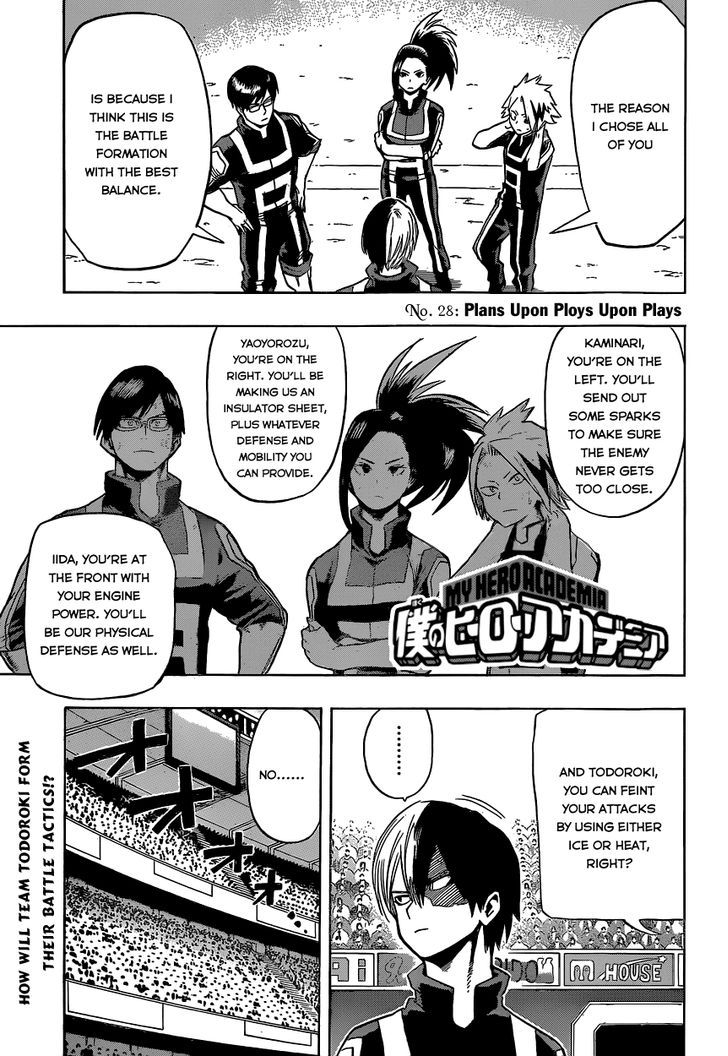 THE REASON
I CHOSE ALL
OF YOU
IS BECAUSE I
THINK THIS IS
THE BATTLE
FORMATION
WITH THE BEST
BALANCE.
No. 28: Plans Upon Ploys Upon Plays
KAMINARI,
YOU'RE ON THE
LEFT. YOU'LL
SEND OUT
SOME SPARKS
TO MAKE SURE
THE ENEMY
NEVER GETS
TOO CLOSE.
YAOYOROZU,
YOU'RE ON THE
RIGHT. YOU'LL BE
MAKING US AN
INSULATOR SHEET,
PLUS WHATEVER
DEFENSE AND
MOBILITY YOU
CAN PROVIDE.
IIDA, YOU'RE AT
THE FRONT WITH
YOUR ENGINE
POWER. YOU'LL
BE OUR PHYSICAL
DEFENSE AS WELL.
MY HERO ACADEMIA
僕のヒーローアカデミア
AND TODOROKI,
YOU CAN FEINT
YOUR ATTACKS
BY USING EITHER
ICE OR HEAT,
RIGHT?
........
M HOUSE
NO......
オオオオ
HOW WILL TEAM TODOROKI FORM
THEIR BATTLE TACTICS!?